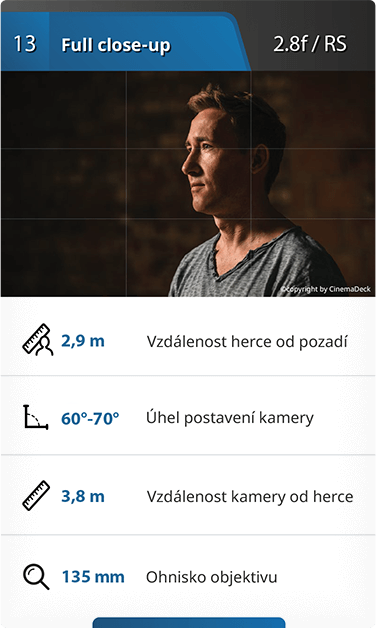 13 Full close-up 2.8f / RS
©copyright by CinemaDeck
2,9 m Vzdálenost herce od pozadí
60°-70° Úhel postavení kamery
3,8 m Vzdálenost kamery od herce
135 mm Ohnisko objektivu